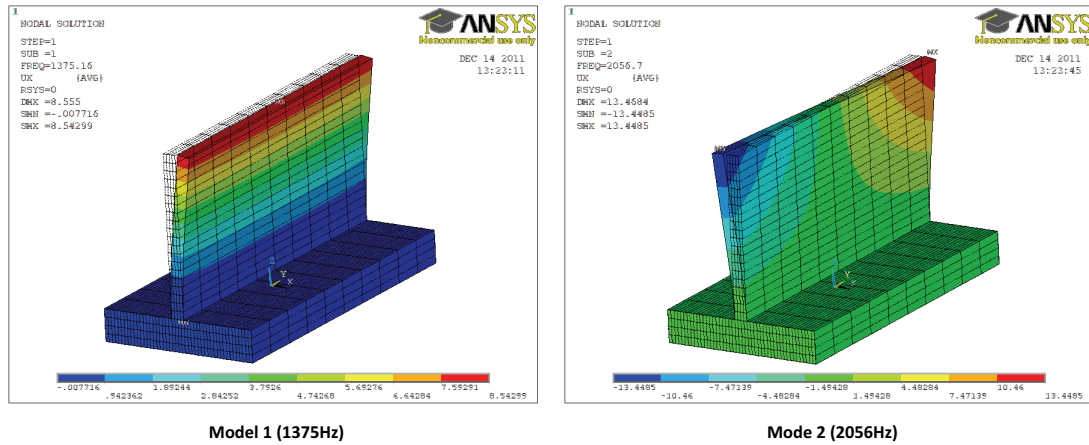 1
NODAL SOLUTION
STEP=1
SUB =1
FREQ=1375.16
UX (AVG)
RSYS=0
DMX =8.555
SMN =-.007716
SMX =8.54299
ANSYS
Noncommercial use only
DEC 14 2011
13:23:11
MX
Z
Y
X
MN
-.007716
.942362
1.89244
2.84252
3.7926
4.74268
5.69276
6.64284
7.59291
8.54299
Model 1 (1375Hz)
1
NODAL SOLUTION
STEP=1
SUB =2
FREQ=2056.7
UX (AVG)
RSYS=0
DMX =13.4684
SMN =-13.4485
SMX =13.4485
ANSYS
Noncommercial use only
DEC 14 2011
13:23:45
MX
MN
Z
Y
X
-13.4485
-10.46
-7.47139
-4.48284
-1.49428
1.49428
4.48284
7.47139
10.46
13.4485
Mode 2 (2056Hz)